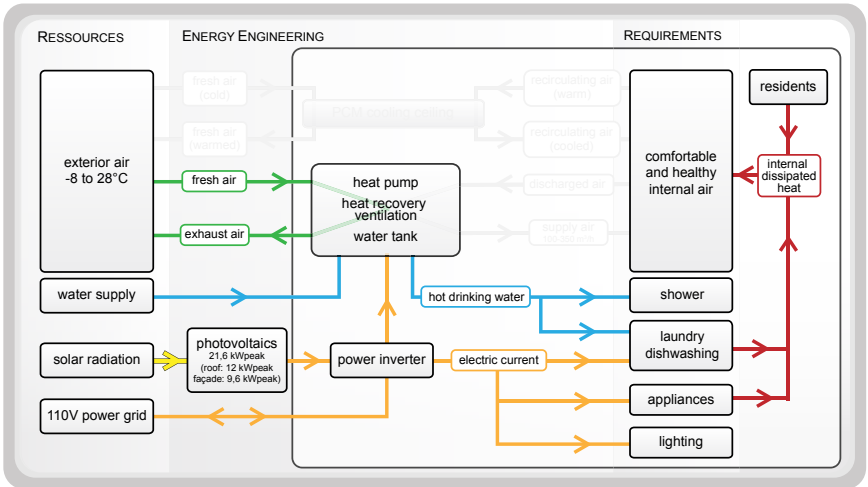 RESSOURCES
ENERGY ENGINEERING
REQUIREMENTS
exterior air
-8 to 28°C
fresh air
(cold)
fresh air
(warmed)
PCM cooling ceiling
recirculating air
(warm)
recirculating air
(cooled)
discharged air
supply air
fresh air
exhaust air
heat pump
heat recovery
ventilation
water tank
comfortable
and healthy
internal air
residents
internal
dissipated
heat
water supply
hot drinking water
shower
solar radiation
photovoltaics
21,6 kWpeak
(roof: 12 kWpeak
façade: 9,6 kWpeak)
power inverter
electric current
laundry
dishwashing
110V power grid
appliances
lighting